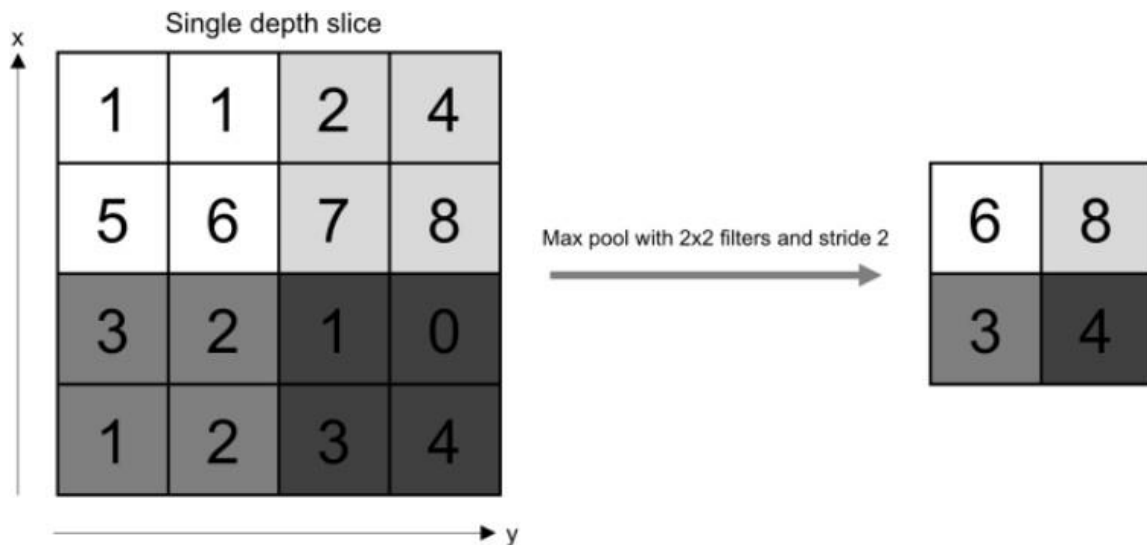 Single depth slice
x
1 1 2 4
5 6 7 8
3 2 1 0
1 2 3 4
y
Max pool with 2x2 filters and stride 2
6 8
3 4